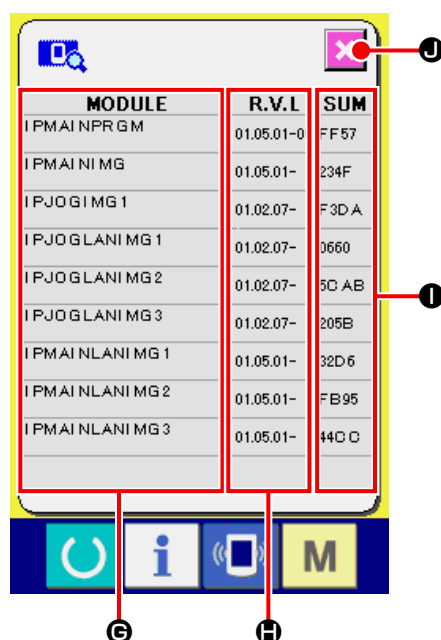 J
MODULE R.V.L SUM
IPMAINPRGM 01.05.01-0 FF57
IPMAINIMG 01.05.01- 234F
IPJOGIMG1 01.02.07- F3DA
IPJOGLANIMG1 01.02.07- 0660
IPJOGLANIMG2 01.02.07- 5CAB
IPJOGLANIMG3 01.02.07- 205B
IPMAINLANIMG1 01.05.01- 32D6
IPMAINLANIMG2 01.05.01- FB95
IPMAINLANIMG3 01.05.01- 44CC
I
i M
G H